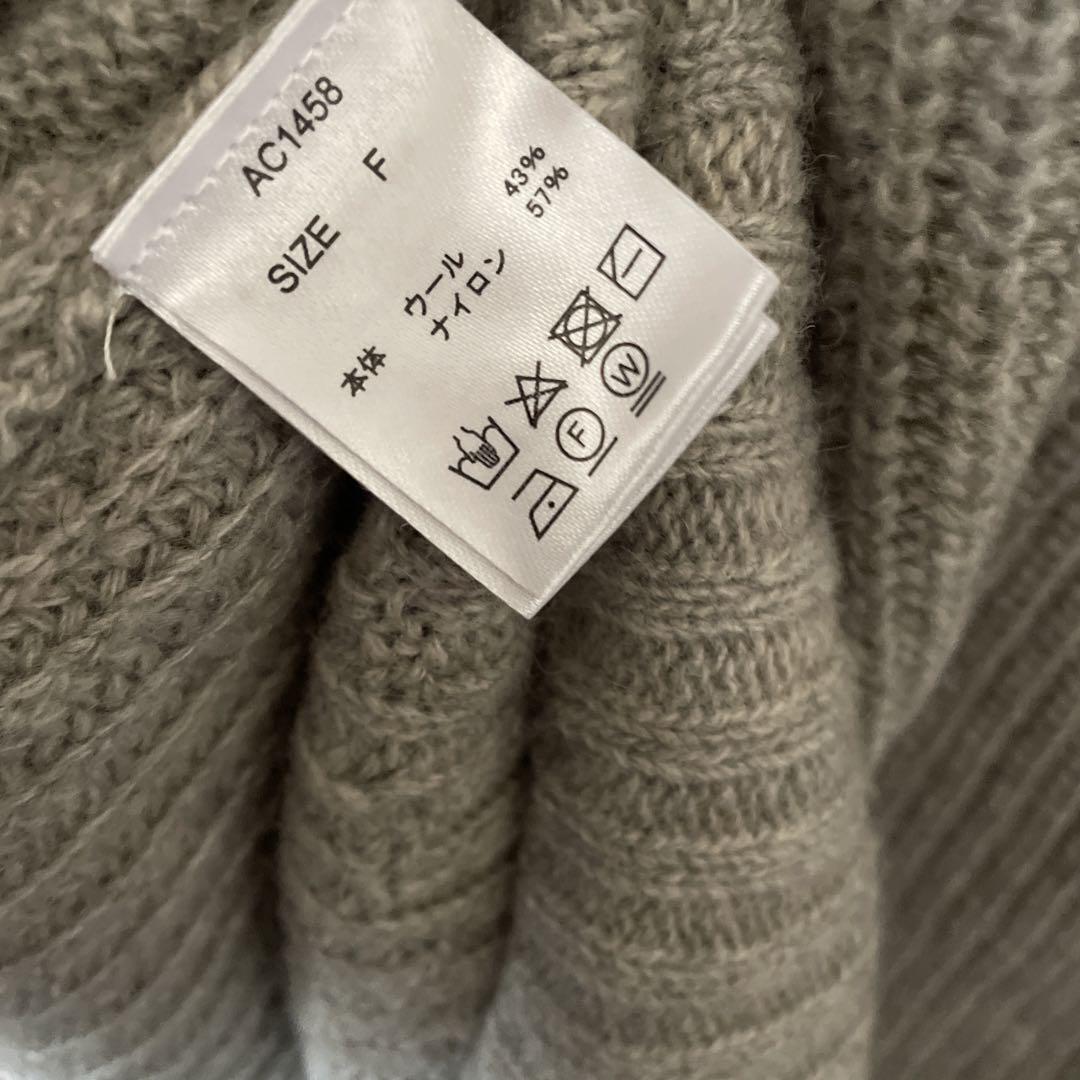 AC1458
SIZE F
本体 ウール 43%
ナイロン 57%
F
W